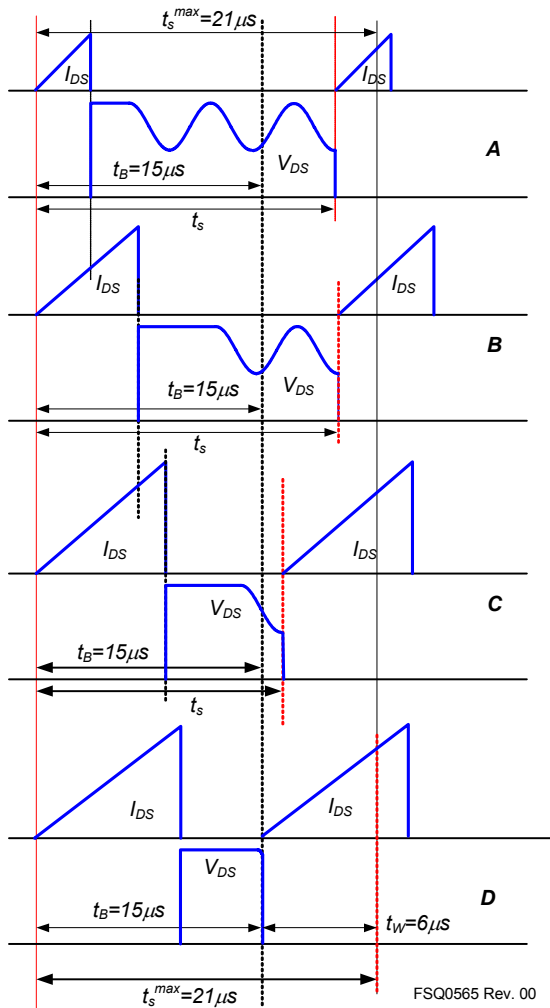 t_s^max=21μs
I_DS
I_DS
A
t_B=15μs
V_DS
t_s
I_DS
I_DS
B
t_B=15μs
V_DS
t_s
I_DS
I_DS
C
V_DS
t_B=15μs
t_s
I_DS
I_DS
V_DS
D
t_B=15μs
t_W=6μs
t_s^max=21μs
FSQ0565 Rev. 00